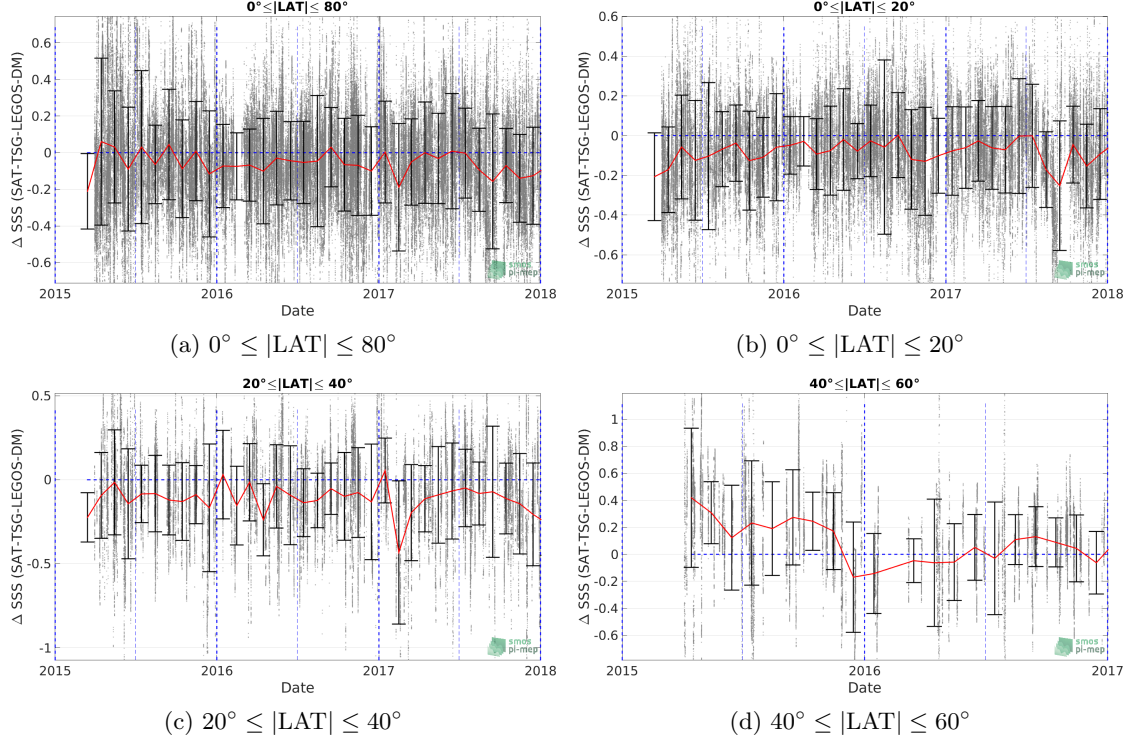 0°≤|LAT|≤ 80°
Δ SSS (SAT-TSG-LEGOS-DM)
0.6
0.4
0.2
0
-0.2
-0.4
-0.6
smos
pi-mep
2015
2016
2017
2018
Date
(a) 0° ≤ |LAT| ≤ 80°
0°≤|LAT|≤ 20°
Δ SSS (SAT-TSG-LEGOS-DM)
0.6
0.4
0.2
0
-0.2
-0.4
-0.6
smos
pi-mep
2015
2016
2017
2018
Date
(b) 0° ≤ |LAT| ≤ 20°
20°≤|LAT|≤ 40°
Δ SSS (SAT-TSG-LEGOS-DM)
0.5
0
-0.5
-1
smos
pi-mep
2015
2016
2017
2018
Date
(c) 20° ≤ |LAT| ≤ 40°
40°≤|LAT|≤ 60°
Δ SSS (SAT-TSG-LEGOS-DM)
1
0.8
0.6
0.4
0.2
0
-0.2
-0.4
-0.6
smos
pi-mep
2015
2016
2017
Date
(d) 40° ≤ |LAT| ≤ 60°